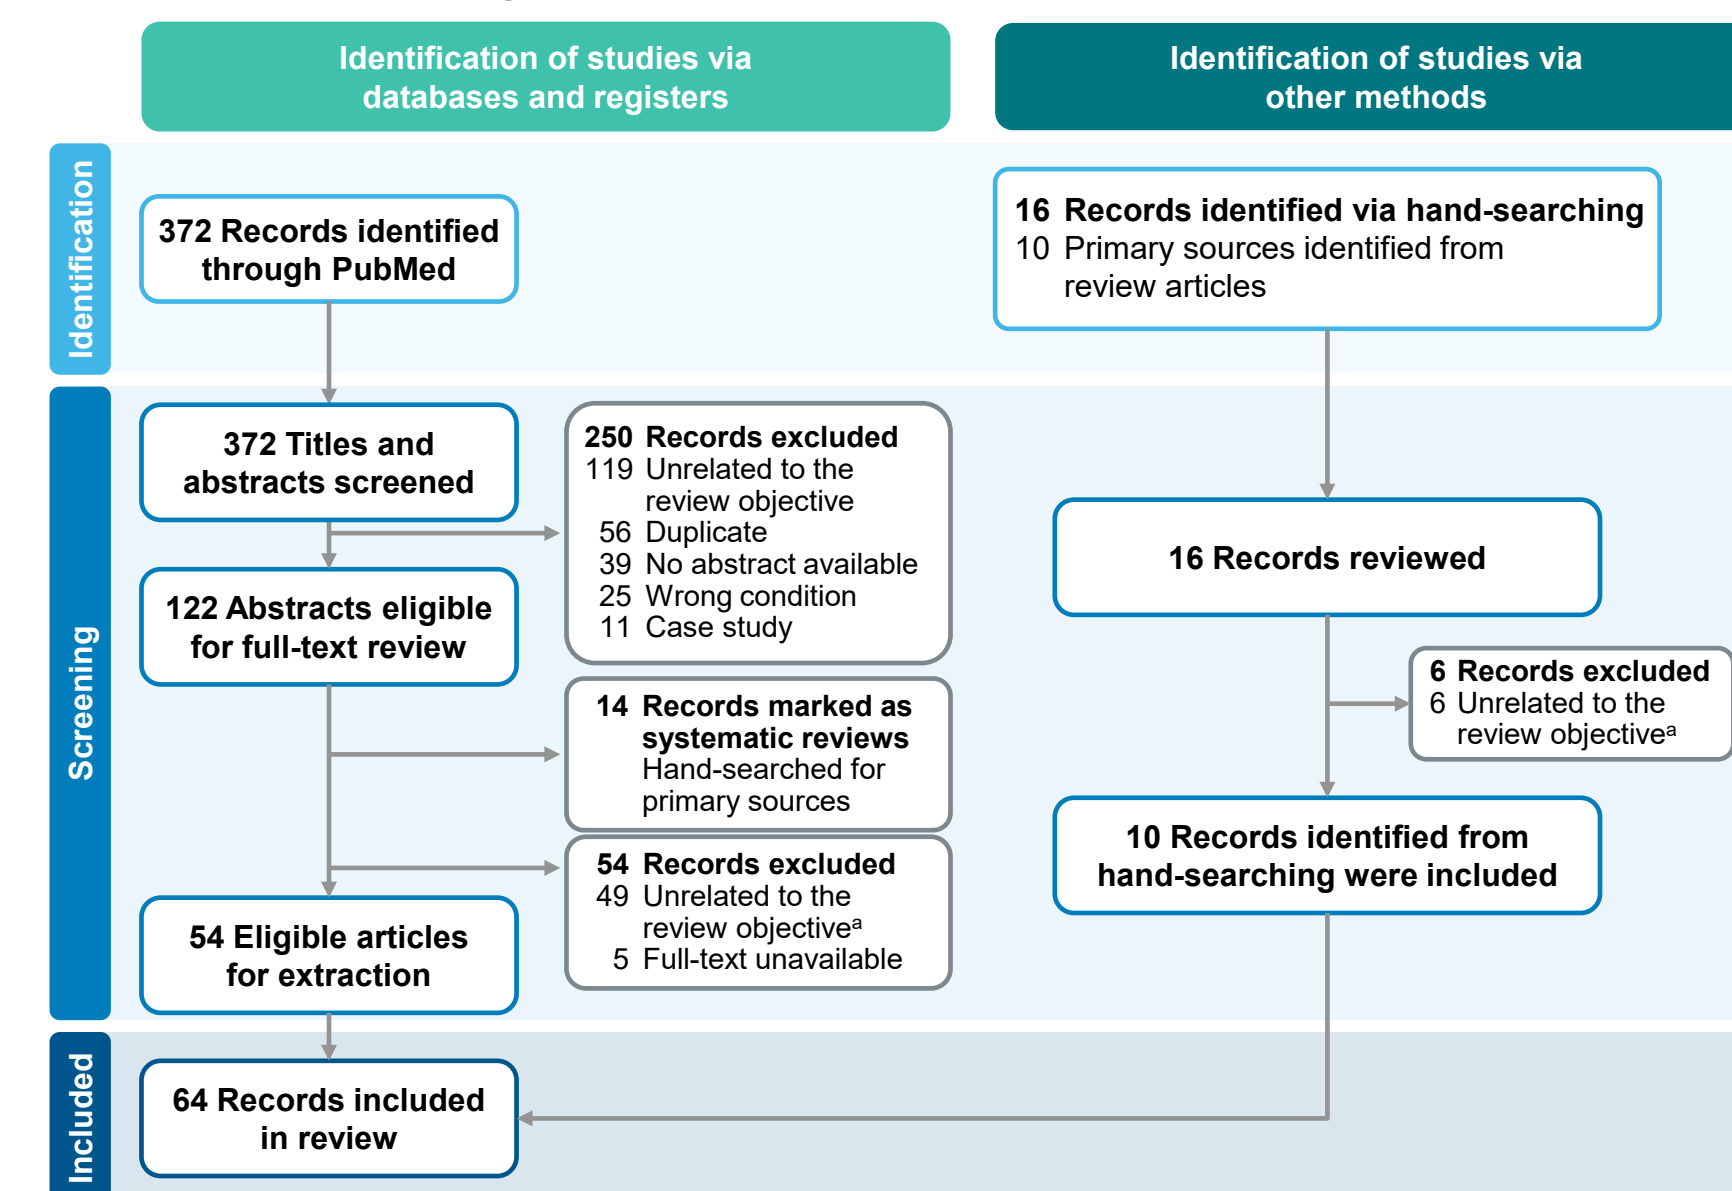 Identification of studies via
databases and registers
Identification of studies via
other methods
Identification
372 Records identified
through PubMed
16 Records identified via hand-searching
10 Primary sources identified from
review articles
Screening
372 Titles and
abstracts screened
250 Records excluded
119 Unrelated to the
review objective
56 Duplicate
39 No abstract available
25 Wrong condition
11 Case study
122 Abstracts eligible
for full-text review
14 Records marked as
systematic reviews
Hand-searched for
primary sources
54 Records excluded
49 Unrelated to the
review objectiveᵃ
5 Full-text unavailable
54 Eligible articles
for extraction
16 Records reviewed
6 Records excluded
6 Unrelated to the
review objectiveᵃ
10 Records identified from
hand-searching were included
Included
64 Records included
in review